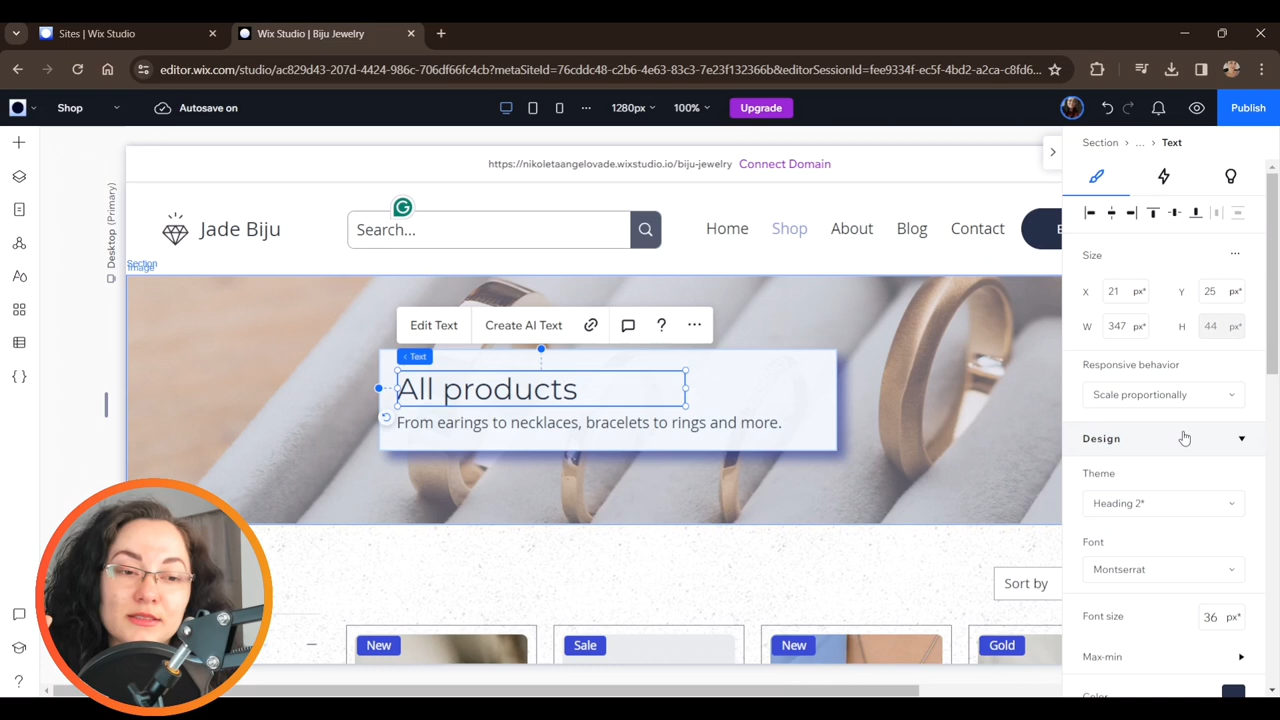 Sites | Wix Studio
Wix Studio | Biju Jewelry
editor.wix.com/studio/ac829d43-207d-4424-986c-706df66fc4cb?metaSiteId=76cddc48-c2b6-4e63-83c3-7e23f132366b&editorSessionId=fee9334f-ec5f-4bd2-a2ca-c8fd6...
Shop
Autosave on
1280px
100%
Upgrade
Publish
https://nikoletaangelovade.wixstudio.io/biju-jewelry Connect Domain
Section > ... > Text
Desktop (Primary)
Jade Biju
Search...
Home
Shop
About
Blog
Contact
Section
Image
Edit Text
Create AI Text
< Text
All products
From earings to necklaces, bracelets to rings and more.
Sort by
New
Sale
New
Gold
Size
X 21 px*
Y 25 px*
W 347 px*
H 44 px*
Responsive behavior
Scale proportionally
Design
Theme
Heading 2*
Font
Montserrat
Font size
36 px*
Max-min